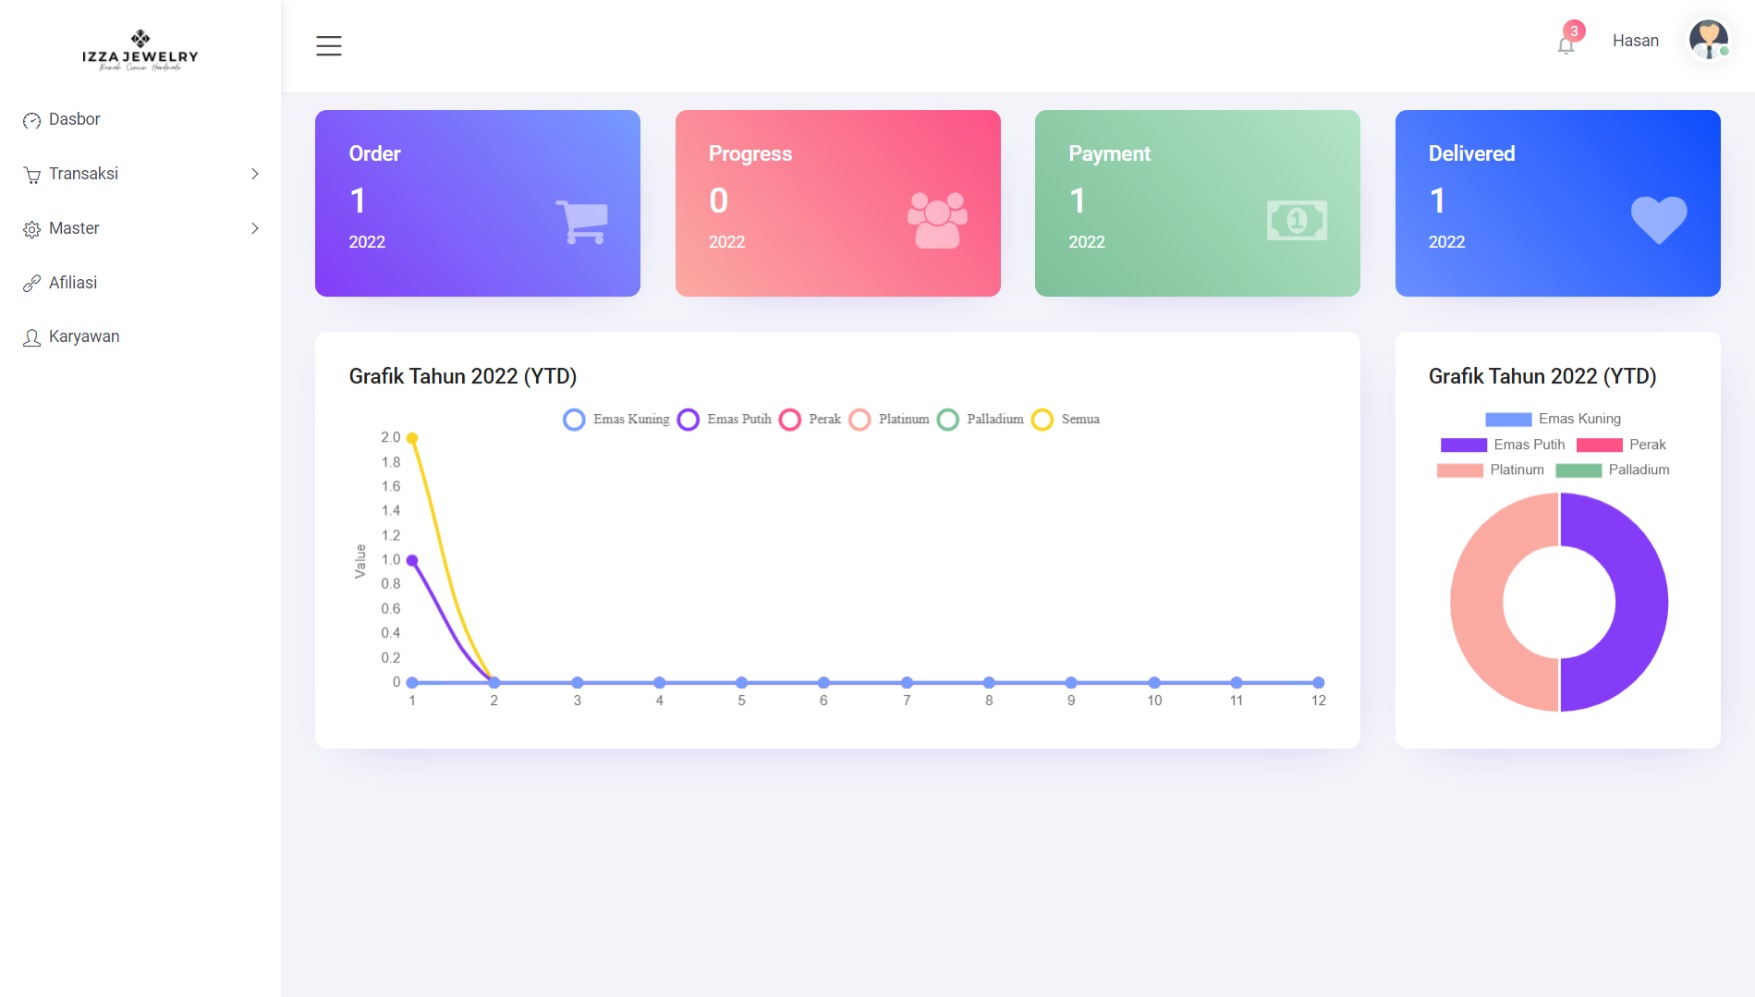 IZZA JEWELRY
Rumah Cincin Handmade
Dasbor
Transaksi
Master
Afiliasi
Karyawan
3
Hasan
Order
1
2022
Progress
0
2022
Payment
1
2022
Delivered
1
2022
Grafik Tahun 2022 (YTD)
Emas Kuning Emas Putih Perak Platinum Palladium Semua
Value
2.0
1.8
1.6
1.4
1.2
1.0
0.8
0.6
0.4
0.2
0
1 2 3 4 5 6 7 8 9 10 11 12
Grafik Tahun 2022 (YTD)
Emas Kuning
Emas Putih Perak
Platinum Palladium